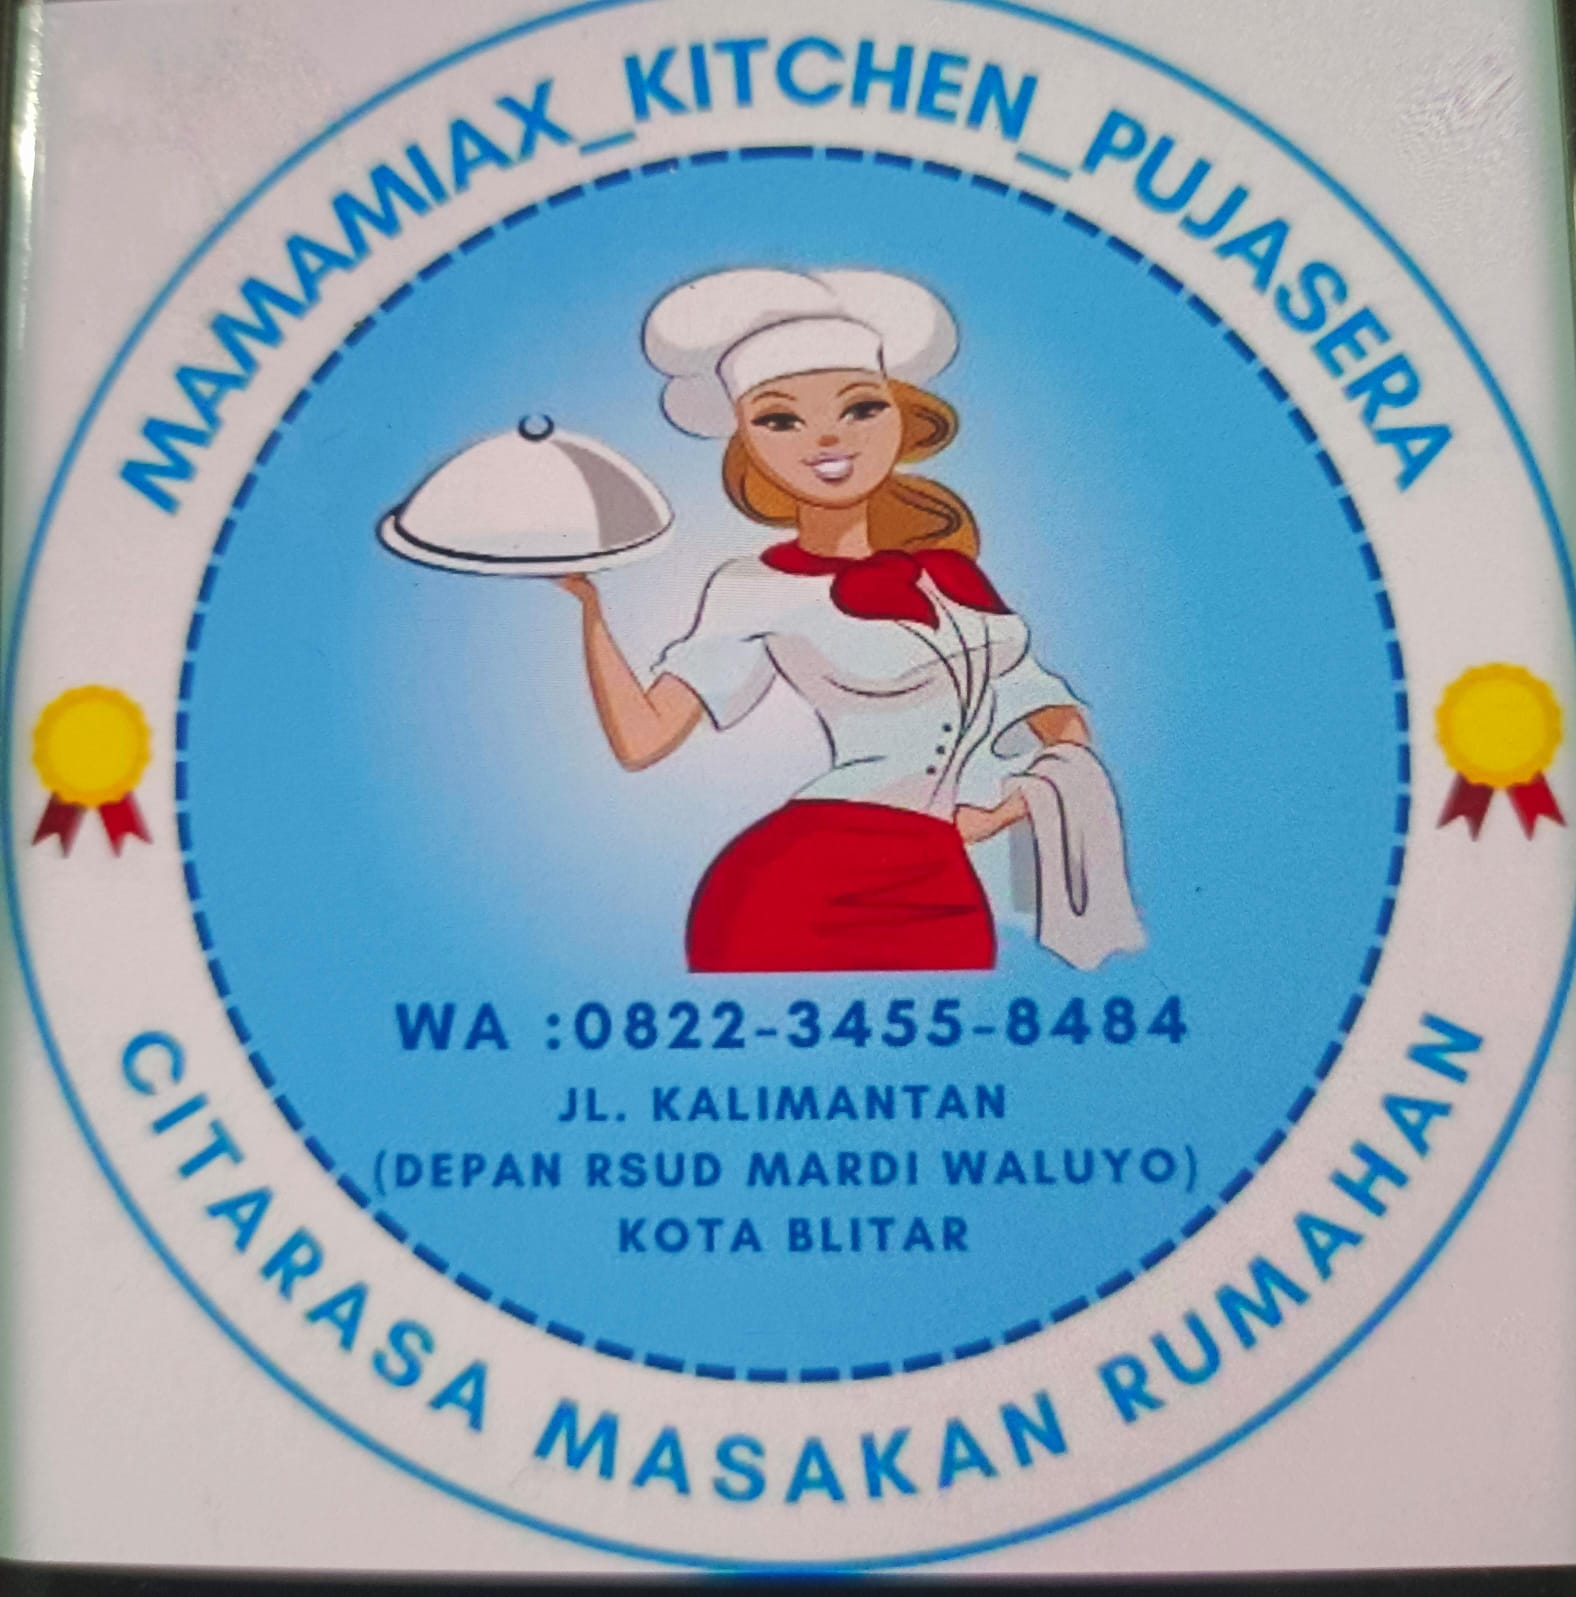 MAMAMIAX_KITCHEN_PUJASERA
WA :0822-3455-8484
JL. KALIMANTAN
(DEPAN RSUD MARDI WALUYO)
KOTA BLITAR
CITARASA MASAKAN RUMAHAN